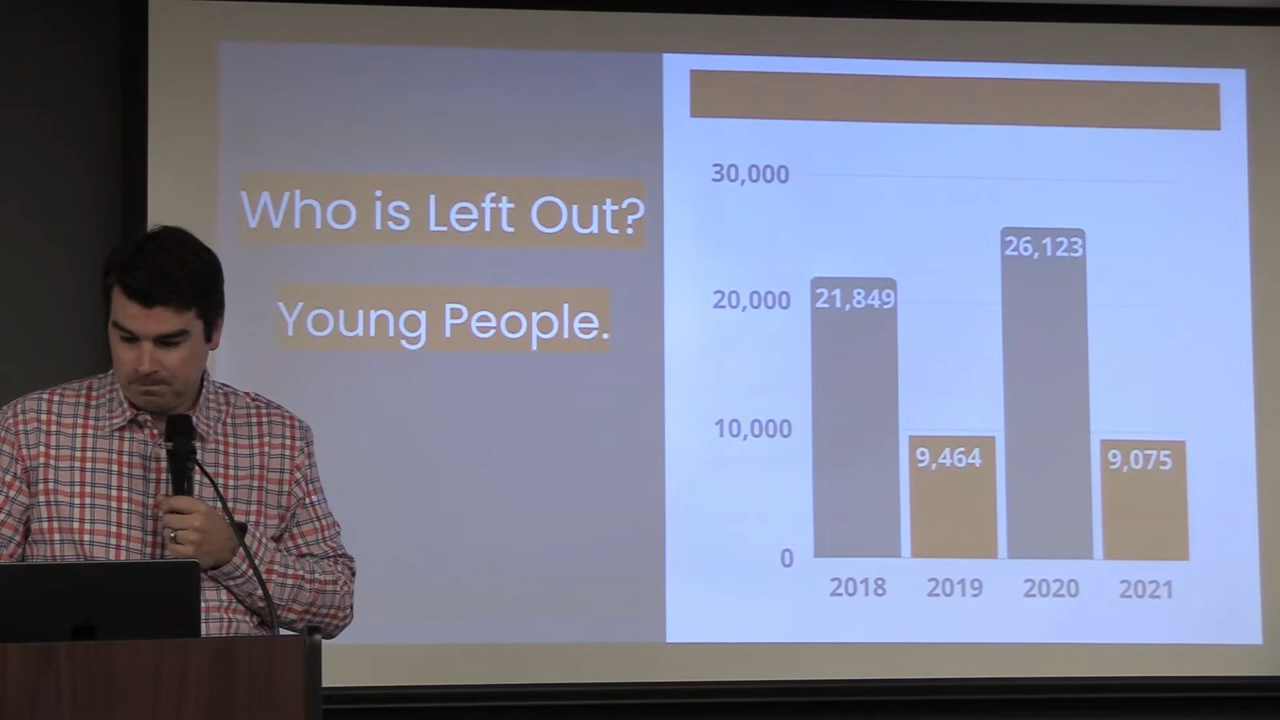 Who is Left Out?
Young People.
30,000
20,000
10,000
0
21,849
9,464
26,123
9,075
2018 2019 2020 2021